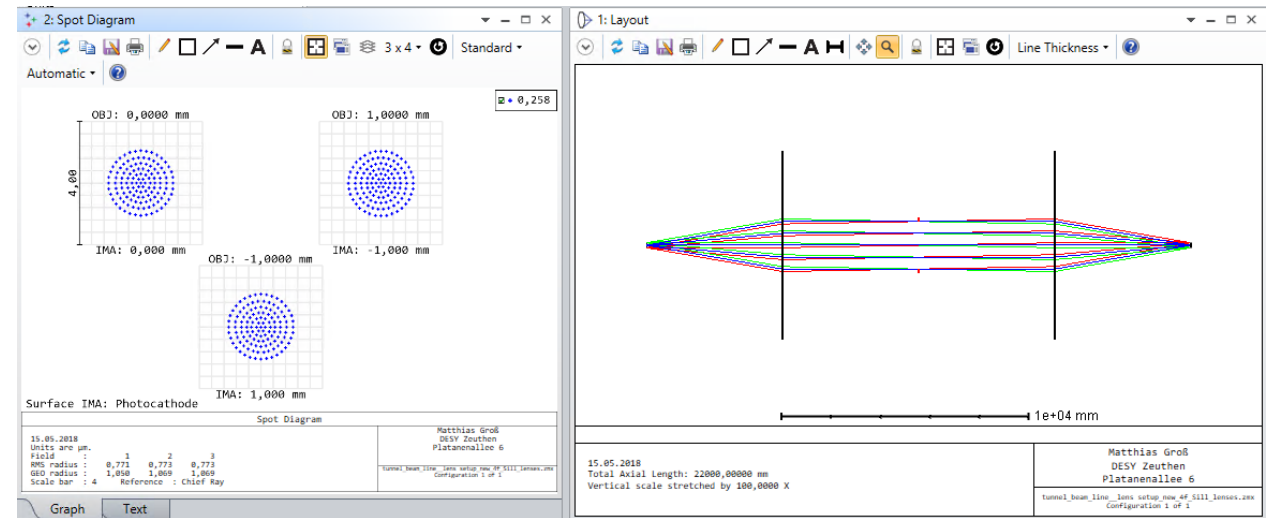 2: Spot Diagram
3 x 4
Standard
Automatic
0,258
OBJ: 0,0000 mm
OBJ: 1,0000 mm
4,00
IMA: 0,000 mm
IMA: -1,000 mm
OBJ: -1,0000 mm
IMA: 1,000 mm
Surface IMA: Photocathode
Spot Diagram
15.05.2018
Units are µm.
Field : 1 2 3
RMS radius : 0,771 0,773 0,773
GEO radius : 1,050 1,069 1,069
Scale bar : 4 Reference : Chief Ray
Matthias Groß
DESY Zeuthen
Platanenallee 6
tunnel_beam_line__lens setup_new_4f_Sill_lenses.zmx
Configuration 1 of 1
Graph
Text
1: Layout
Line Thickness
1e+04 mm
15.05.2018
Total Axial Length: 22000,00000 mm
Vertical scale stretched by 100,0000 X
Matthias Groß
DESY Zeuthen
Platanenallee 6
tunnel_beam_line__lens setup_new_4f_Sill_lenses.zmx
Configuration 1 of 1